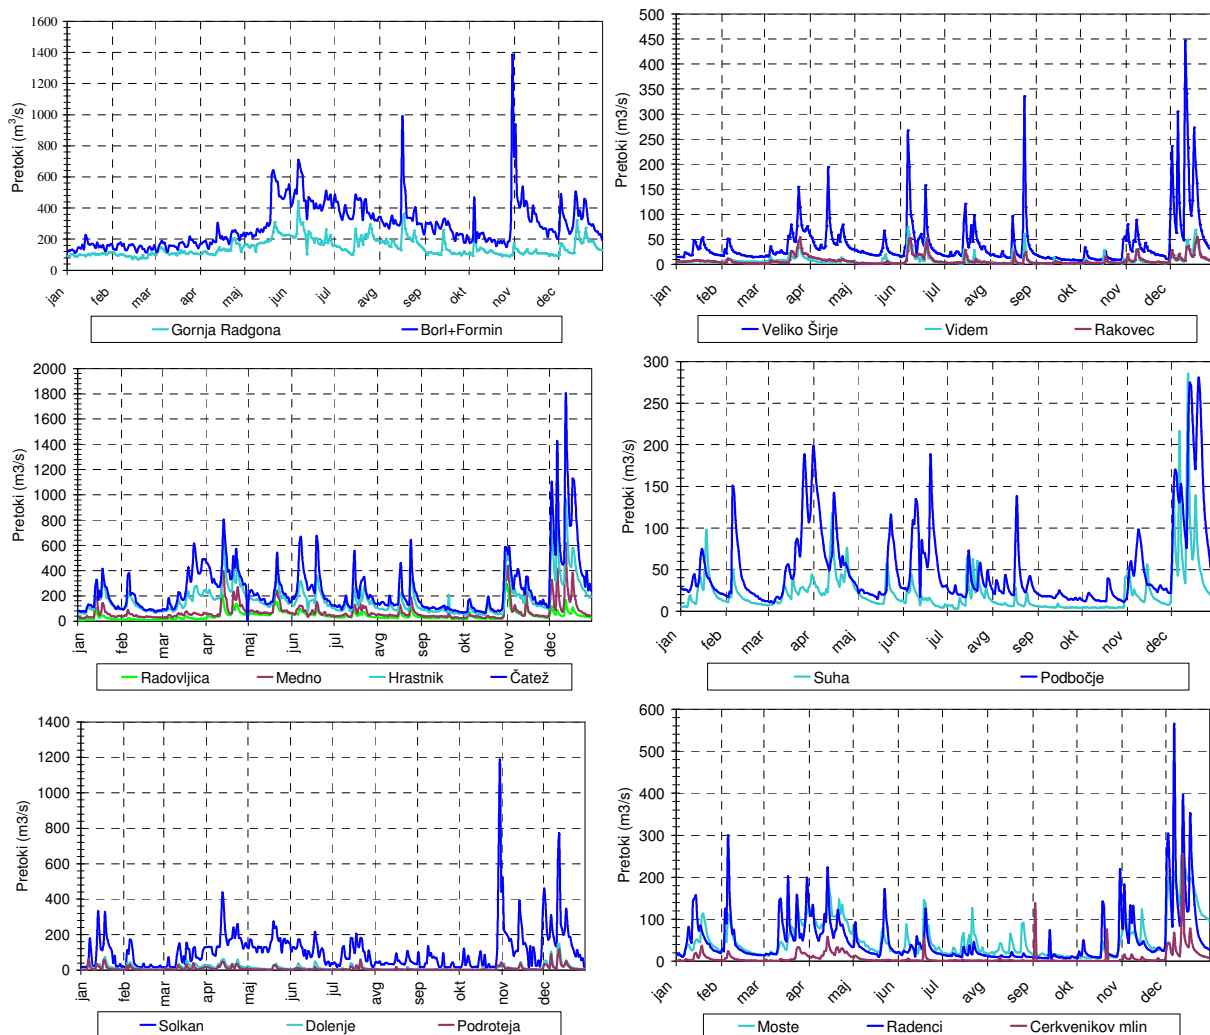 Pretoki (m³/s)
1600
1400
1200
1000
800
600
400
200
0
jan feb mar apr maj jun jul avg sep okt nov dec
Gornja Radgona Borl+Formin
Pretoki (m3/s)
500
450
400
350
300
250
200
150
100
50
0
jan feb mar apr maj jun jul avg sep okt nov dec
Veliko Širje Videm Rakovec
Pretoki (m3/s)
2000
1800
1600
1400
1200
1000
800
600
400
200
0
jan feb mar apr maj jun jul avg sep okt nov dec
Radovljica Medno Hrastnik Čatež
Pretoki (m3/s)
300
250
200
150
100
50
0
jan feb mar apr maj jun jul avg sep okt nov dec
Suha Podbočje
Pretoki (m3/s)
1400
1200
1000
800
600
400
200
0
jan feb mar apr maj jun jul avg sep okt nov dec
Solkan Dolenje Podroteja
Pretoki (m3/s)
600
500
400
300
200
100
0
jan feb mar apr maj jun jul avg sep okt nov dec
Moste Radenci Cerkvenikov mlin